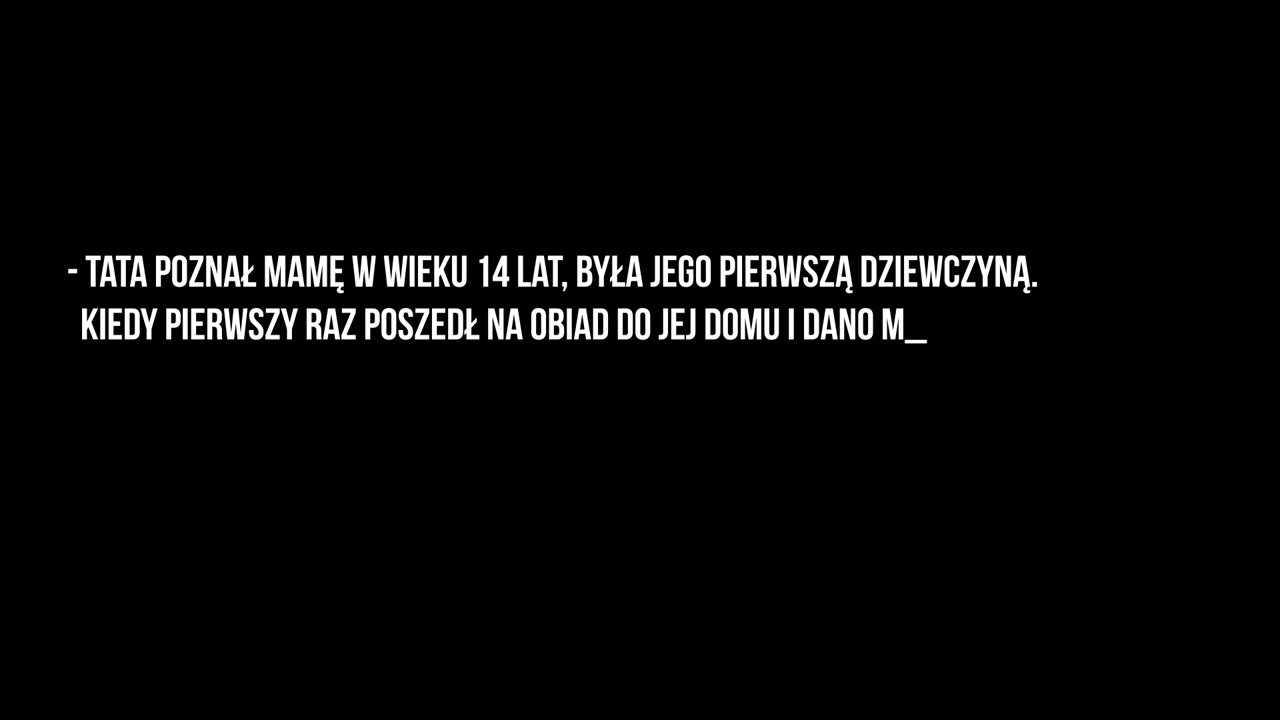 - TATA POZNAŁ MAMĘ W WIEKU 14 LAT, BYŁA JEGO PIERWSZĄ DZIEWCZYNĄ.
KIEDY PIERWSZY RAZ POSZEDŁ NA OBIAD DO JEJ DOMU I DANO M_